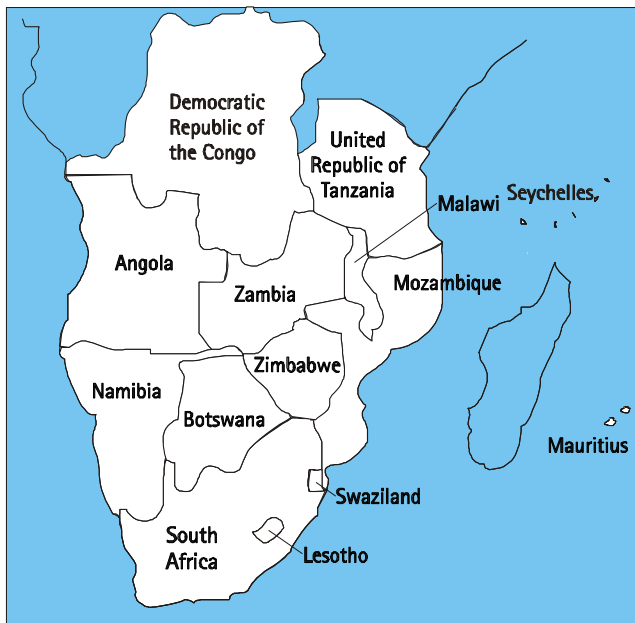 Democratic
Republic of
the Congo
United
Republic of
Tanzania
Malawi
Seychelles
Angola
Zambia
Mozambique
Zimbabwe
Namibia
Botswana
Mauritius
Swaziland
South
Africa
Lesotho